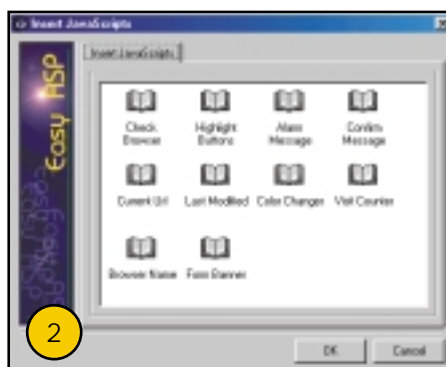 Insert JavaScripts
Insert JavaScripts
Easy ASP
Check Browser
Highlight Buttons
Alarm Message
Confirm Message
Current Url
Last Modified
Color Changer
Visit Counter
Browser Name
Form Banner
2
OK
Cancel